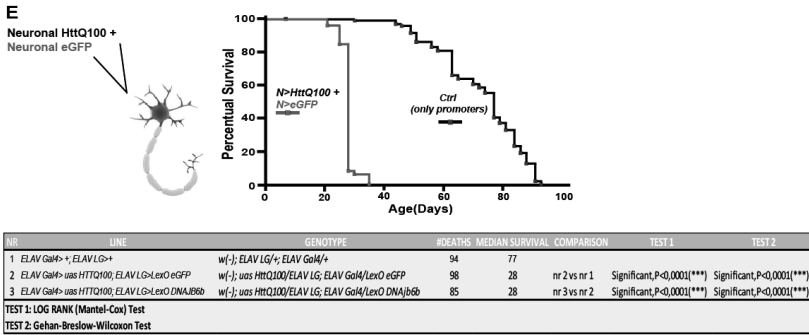 E
Neuronal HttQ100 +
Neuronal eGFP
Percentual Survival
100
80
60
40
20
0
N>HttQ100 +
N>eGFP
Ctrl
(only promoters)
0 20 40 60 80 100
Age(Days)
NR LINE GENOTYPE #DEATHS MEDIAN SURVIVAL COMPARISON TEST 1 TEST 2
1 ELAV Gal4> +; ELAV LG>+ w(-); ELAV LG/+; ELAV Gal4/+ 94 77
2 ELAV Gal4> uas HTTQ100; ELAV LG>LexO eGFP w(-); uas HttQ100/ELAV LG; ELAV Gal4/LexO eGFP 98 28 nr 2 vs nr 1 Significant,P<0,0001(***) Significant,P<0,0001(***)
3 ELAV Gal4> uas HTTQ100; ELAV LG>LexO DNAJB6b w(-); uas HttQ100/ELAV LG; ELAV Gal4/LexO DNAjb6b 85 28 nr 3 vs nr 2 Significant,P<0,0001(***) Significant,P<0,0001(***)
TEST 1: LOG RANK (Mantel-Cox) Test
TEST 2: Gehan-Breslow-Wilcoxon Test